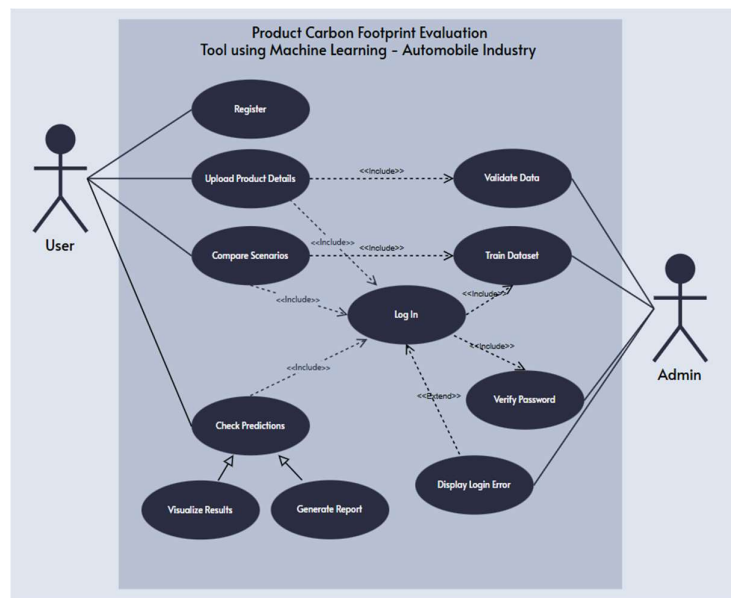 Product Carbon Footprint Evaluation
Tool using Machine Learning - Automobile Industry
Register
Upload Product Details
<<Include>>
Validate Data
User
<<Include>>
Compare Scenarios
<<Include>>
Train Dataset
<<Include>>
<<Include>>
Log In
<<Include>>
Admin
<<Include>>
<<Extend>>
Verify Password
Check Predictions
Display Login Error
Visualize Results
Generate Report